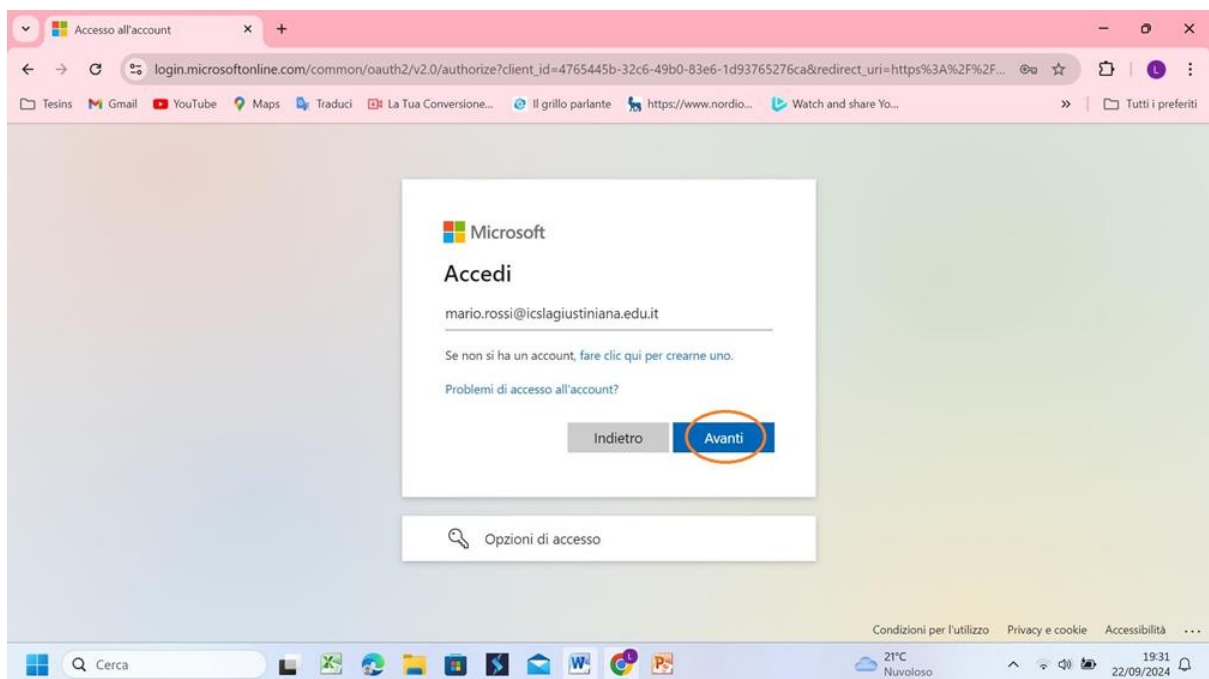 Accesso all'account
login.microsoftonline.com/common/oauth2/v2.0/authorize?client_id=4765445b-32c6-49b0-83e6-1d93765276ca&redirect_uri=https%3A%2F%2F...
L
Tesins Gmail YouTube Maps Traduci La Tua Conversione... Il grillo parlante https://www.nordio... Watch and share Yo... » Tutti i preferiti
Microsoft
Accedi
mario.rossi@icslagiustiniana.edu.it
Se non si ha un account, fare clic qui per crearne uno.
Problemi di accesso all'account?
Indietro Avanti
Opzioni di accesso
Condizioni per l'utilizzo Privacy e cookie Accessibilità ...
Cerca
21°C
Nuvoloso
19:31
22/09/2024